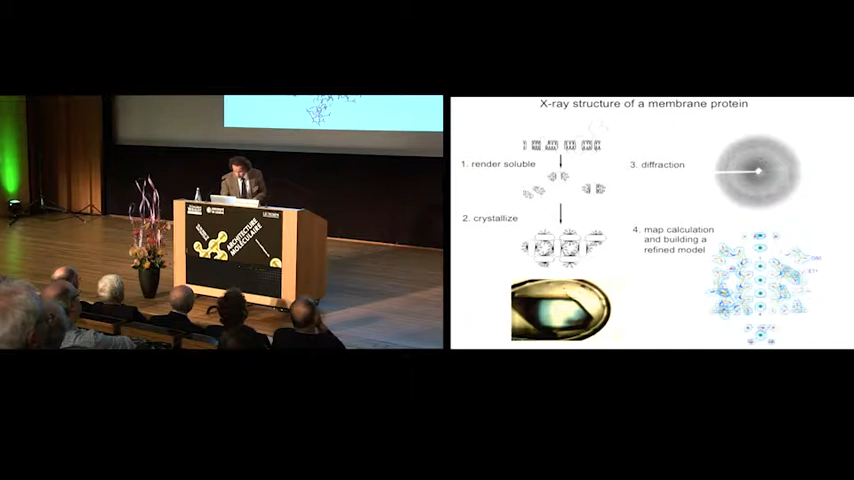 ARCHITECTURE
MOLÉCULAIRE
X-ray structure of a membrane protein
1. render soluble
2. crystallize
3. diffraction
4. map calculation
and building a
refined model